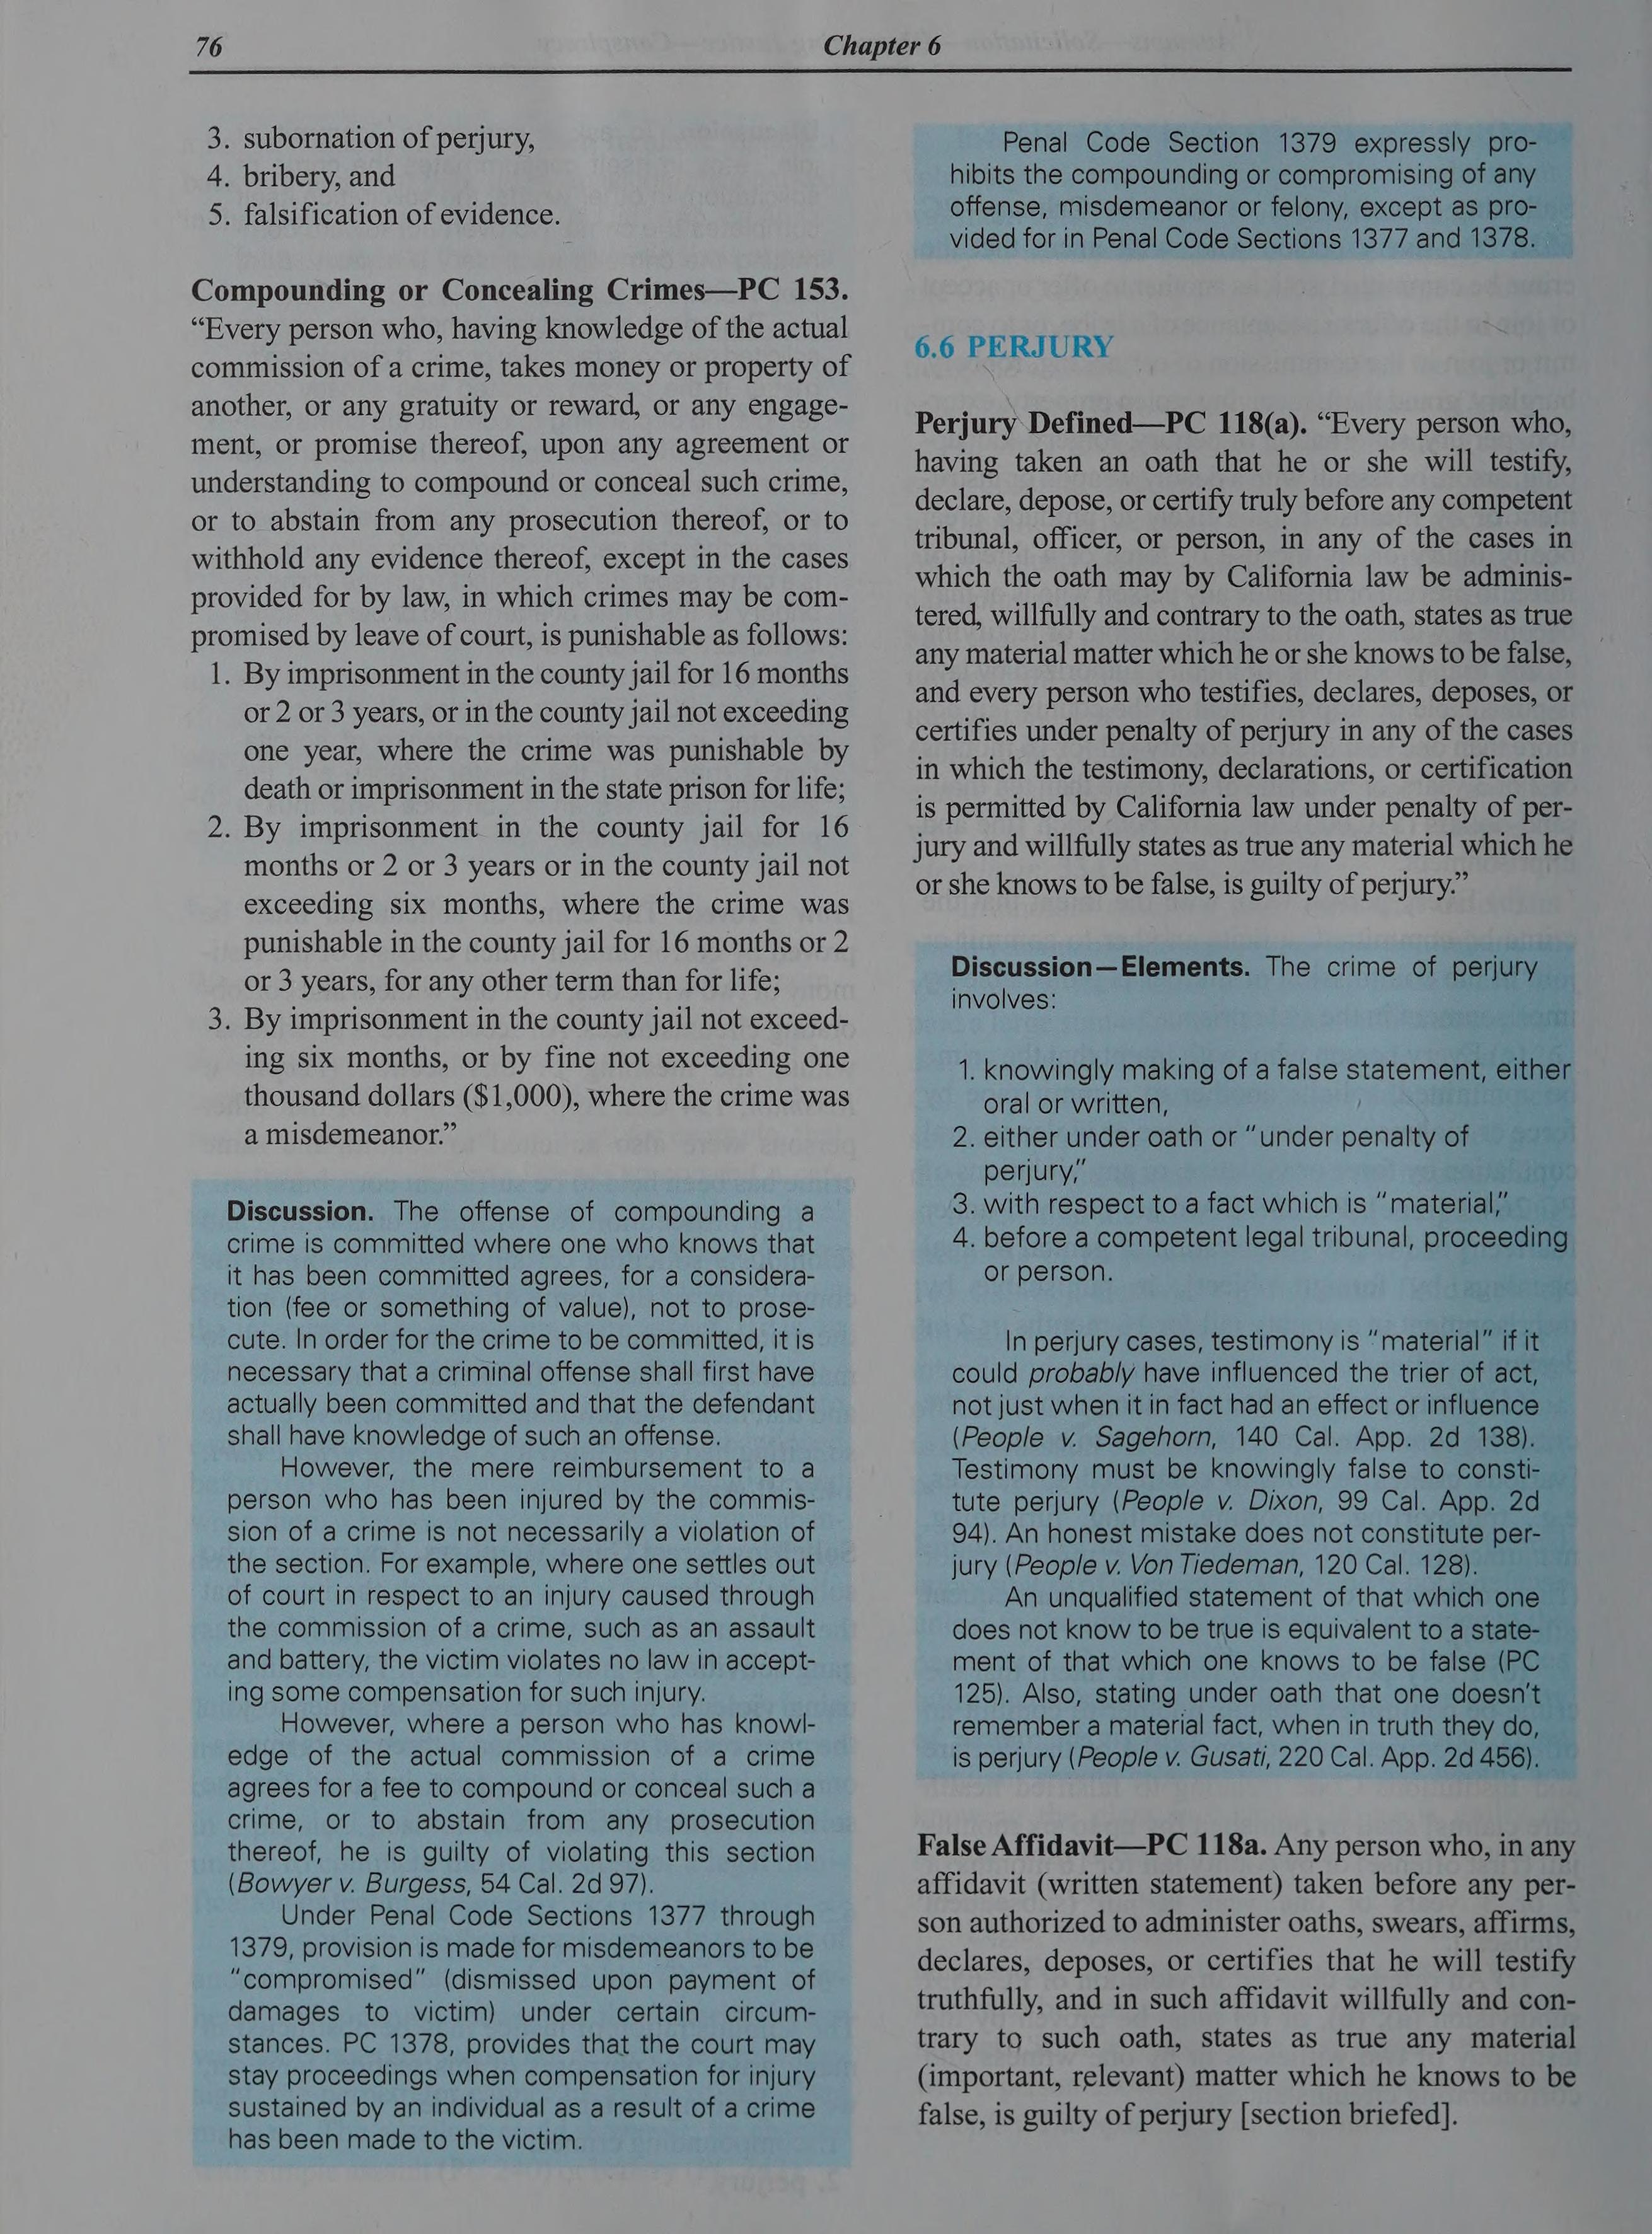 76
Chapter 6
3. subornation of perjury,
4. bribery, and
5. falsification of evidence.
Compounding or Concealing Crimes—PC 153.
“Every person who, having knowledge of the actual
commission of a crime, takes money or property of
another, or any gratuity or reward, or any engage-
ment, or promise thereof, upon any agreement or
understanding to compound or conceal such crime,
or to abstain from any prosecution thereof, or to
withhold any evidence thereof, except in the cases
provided for by law, in which crimes may be com-
promised by leave of court, is punishable as follows:
1. By imprisonment in the county jail for 16 months
or 2 or 3 years, or in the county jail not exceeding
one year, where the crime was punishable by
death or imprisonment in the state prison for life;
2. By imprisonment in the county jail for 16
months or 2 or 3 years or in the county jail not
exceeding six months, where the crime was
punishable in the county jail for 16 months or 2
or 3 years, for any other term than for life;
3. By imprisonment in the county jail not exceed-
ing six months, or by fine not exceeding one
thousand dollars ($1,000), where the crime was
a misdemeanor.”
Discussion. The offense of compounding a
crime is committed where one who knows that
it has been committed agrees, for a considera-
tion (fee or something of value), not to prose-
cute. In order for the crime to be committed, it is
necessary that a criminal offense shall first have
actually been committed and that the defendant
shall have knowledge of such an offense.
However, the mere reimbursement to a
person who has been injured by the commis-
sion of a crime is not necessarily a violation of
the section. For example, where one settles out
of court in respect to an injury caused through
the commission of a crime, such as an assault
and battery, the victim violates no law in accept-
ing some compensation for such injury.
However, where a person who has knowl-
edge of the actual commission of a crime
agrees for a fee to compound or conceal such a
crime, or to abstain from any prosecution
thereof, he is guilty of violating this section
(Bowyer v. Burgess, 54 Cal. 2d 97).
Under Penal Code Sections 1377 through
1379, provision is made for misdemeanors to be
“compromised” (dismissed upon payment of
damages to victim) under certain circum-
stances. PC 1378, provides that the court may
stay proceedings when compensation for injury
sustained by an individual as a result of a crime
has been made to the victim.
Penal Code Section 1379 expressly pro-
hibits the compounding or compromising of any
offense, misdemeanor or felony, except as pro-
vided for in Penal Code Sections 1377 and 1378.
6.6 PERJURY
Perjury Defined—PC 118(a). “Every person who,
having taken an oath that he or she will testify,
declare, depose, or certify truly before any competent
tribunal, officer, or person, in any of the cases in
which the oath may by California law be adminis-
tered, willfully and contrary to the oath, states as true
any material matter which he or she knows to be false,
and every person who testifies, declares, deposes, or
certifies under penalty of perjury in any of the cases
in which the testimony, declarations, or certification
is permitted by California law under penalty of per-
jury and willfully states as true any material which he
or she knows to be false, is guilty of perjury.”
Discussion—Elements. The crime of perjury
involves:
1. knowingly making of a false statement, either
oral or written,
2. either under oath or “under penalty of
perjury,”
3. with respect to a fact which is “material,”
4. before a competent legal tribunal, proceeding
or person.
In perjury cases, testimony is “material” if it
could probably have influenced the trier of act,
not just when it in fact had an effect or influence
(People v. Sagehorn, 140 Cal. App. 2d 138).
Testimony must be knowingly false to consti-
tute perjury (People v. Dixon, 99 Cal. App. 2d
94). An honest mistake does not constitute per-
jury (People v. Von Tiedeman, 120 Cal. 128).
An unqualified statement of that which one
does not know to be true is equivalent to a state-
ment of that which one knows to be false (PC
125). Also, stating under oath that one doesn’t
remember a material fact, when in truth they do,
is perjury (People v. Gusati, 220 Cal. App. 2d 456).
False Affidavit—PC 118a. Any person who, in any
affidavit (written statement) taken before any per-
son authorized to administer oaths, swears, affirms,
declares, deposes, or certifies that he will testify
truthfully, and in such affidavit willfully and con-
trary to such oath, states as true any material
(important, relevant) matter which he knows to be
false, is guilty of perjury [section briefed].